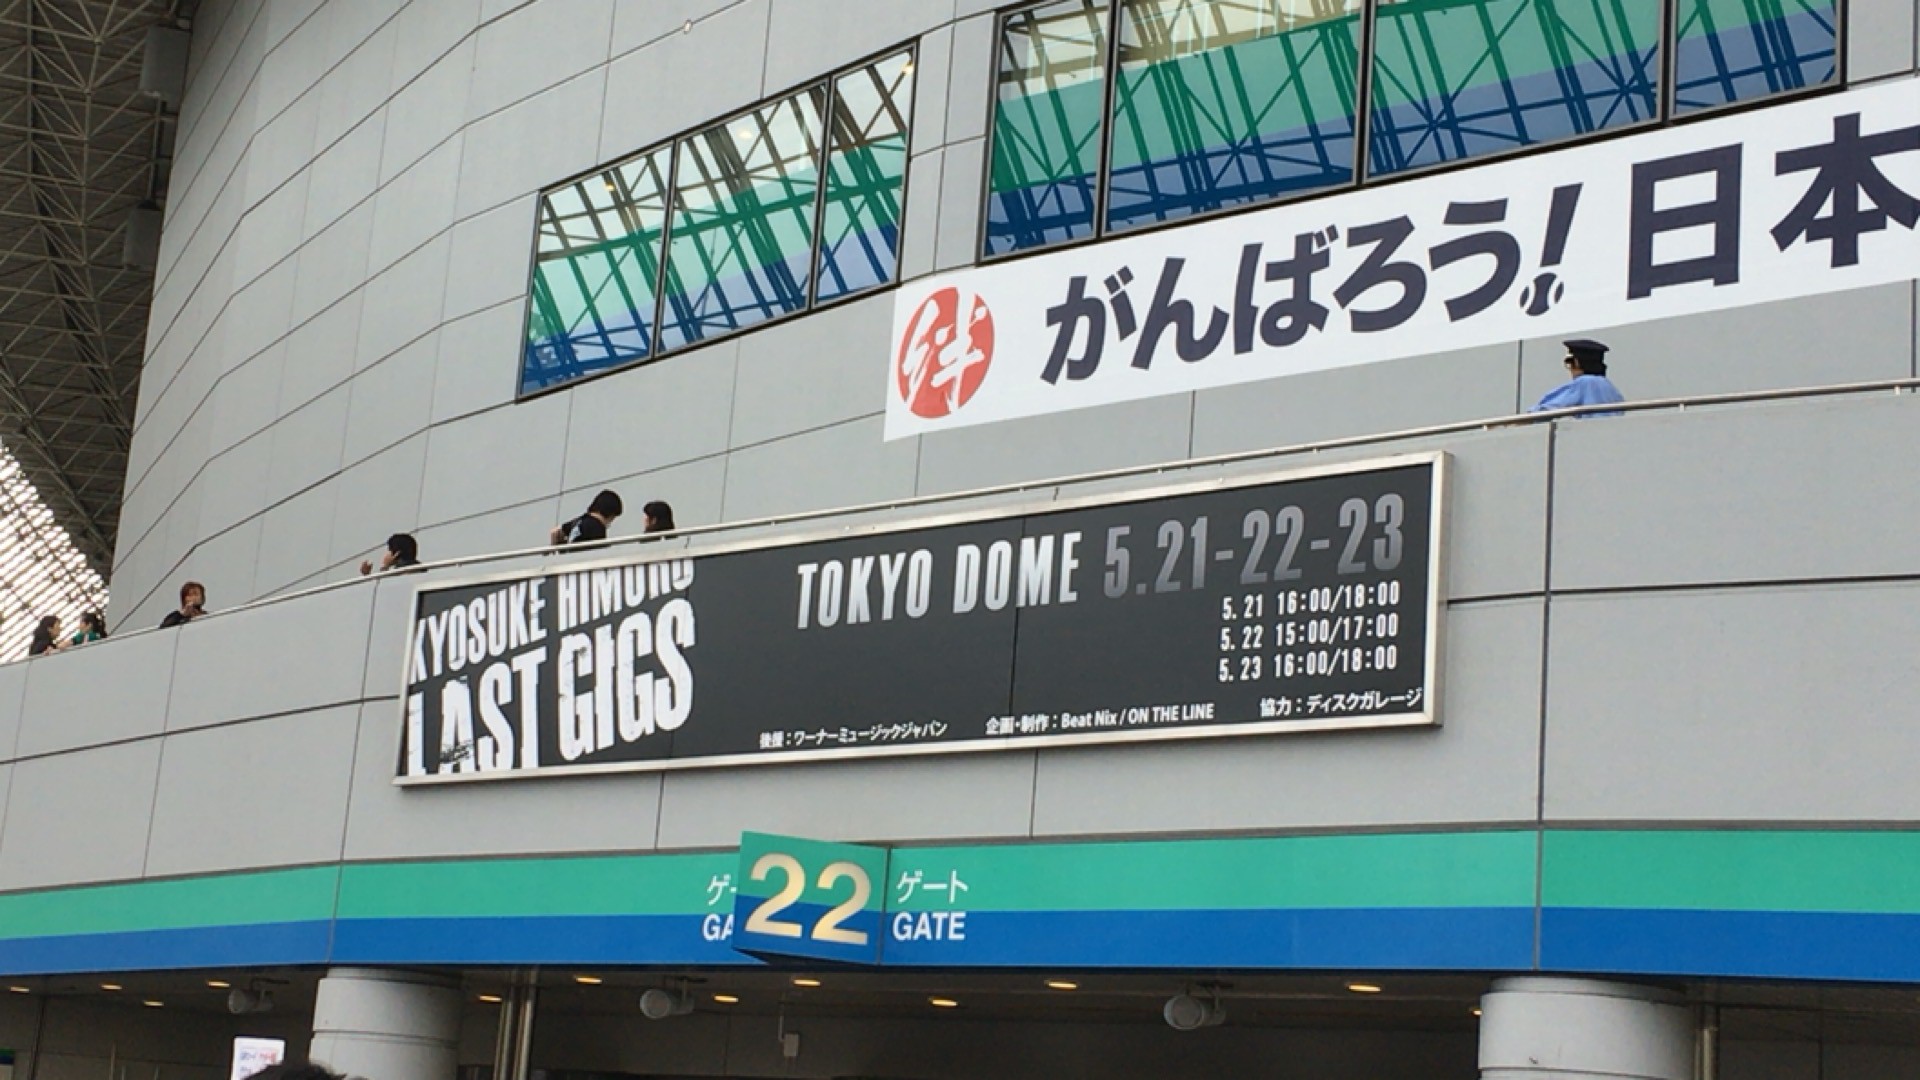 絆 がんばろう!日本
KYOSUKE HIMURO
LAST GIGS
TOKYO DOME 5.21-22-23
5. 21 16:00/18:00
5. 22 15:00/17:00
5. 23 16:00/18:00
後援:ワーナーミュージックジャパン 企画・制作:Beat Nix / ON THE LINE 協力:ディスクガレージ
22 ゲート
GATE